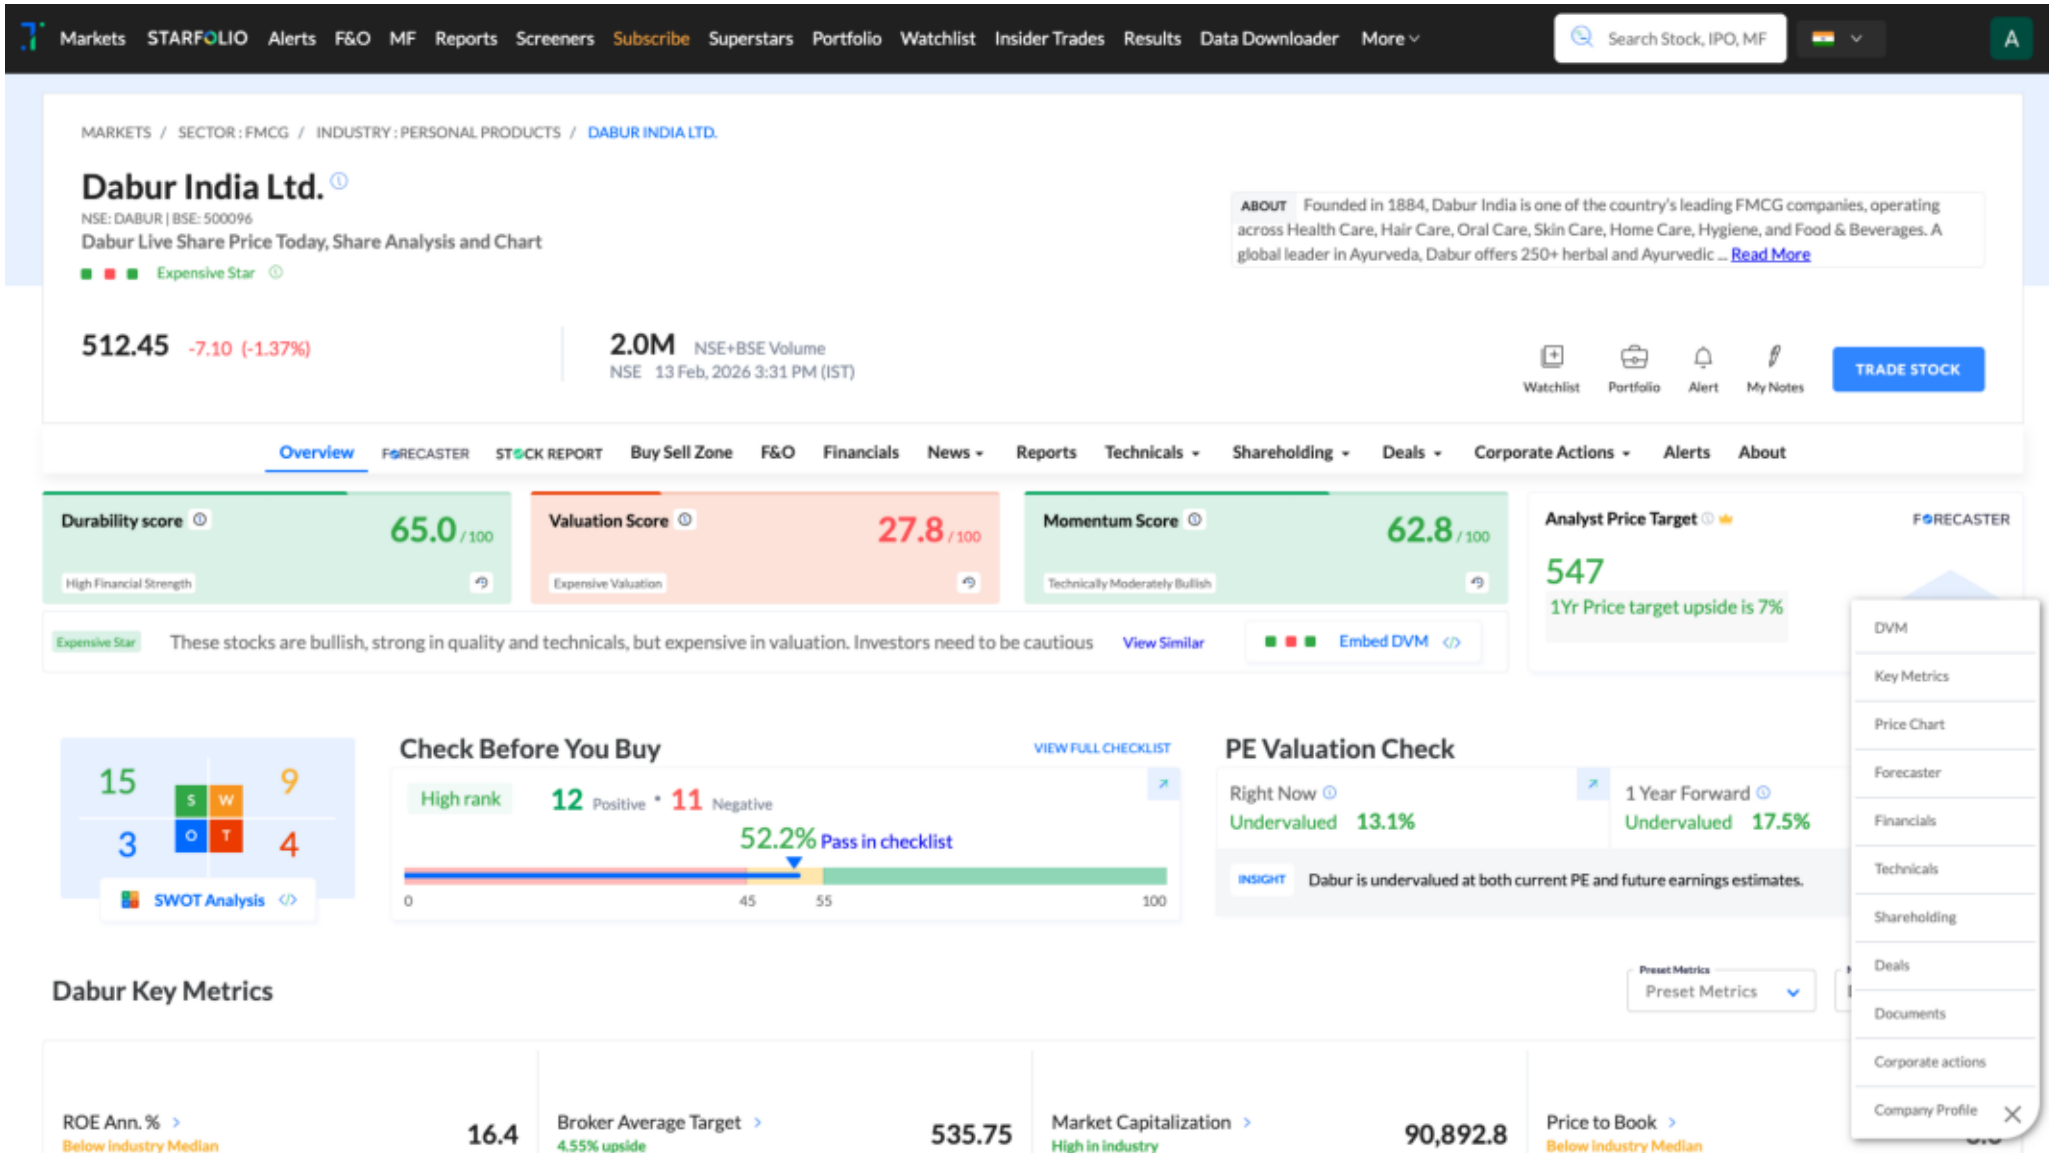 Markets STARFOLIO Alerts F&O MF Reports Screeners Subscribe Superstars Portfolio Watchlist Insider Trades Results Data Downloader More Search Stock, IPO, MF A
MARKETS / SECTOR : FMCG / INDUSTRY : PERSONAL PRODUCTS / DABUR INDIA LTD.
Dabur India Ltd.
NSE: DABUR | BSE: 500096
Dabur Live Share Price Today, Share Analysis and Chart
Expensive Star
ABOUT Founded in 1884, Dabur India is one of the country's leading FMCG companies, operating
across Health Care, Hair Care, Oral Care, Skin Care, Home Care, Hygiene, and Food & Beverages. A
global leader in Ayurveda, Dabur offers 250+ herbal and Ayurvedic ... Read More
512.45 -7.10 (-1.37%)
2.0M NSE+BSE Volume
NSE 13 Feb, 2026 3:31 PM (IST)
Watchlist Portfolio Alert My Notes TRADE STOCK
Overview FORECASTER STOCK REPORT Buy Sell Zone F&O Financials News Reports Technicals Shareholding Deals Corporate Actions Alerts About
Durability score 65.0 / 100
High Financial Strength
Valuation Score 27.8 / 100
Expensive Valuation
Momentum Score 62.8 / 100
Technically Moderately Bullish
Analyst Price Target FORECASTER
547
1Yr Price target upside is 7%
Expensive Star These stocks are bullish, strong in quality and technicals, but expensive in valuation. Investors need to be cautious View Similar Embed DVM </>
15 9
S W
O T
3 4
SWOT Analysis </>
Check Before You Buy VIEW FULL CHECKLIST
High rank 12 Positive * 11 Negative
52.2% Pass in checklist
0 45 55 100
PE Valuation Check
Right Now
Undervalued 13.1%
1 Year Forward
Undervalued 17.5%
INSIGHT Dabur is undervalued at both current PE and future earnings estimates.
Dabur Key Metrics
Preset Metrics
Preset Metrics
ROE Ann. % 16.4
Below industry Median
Broker Average Target 535.75
4.55% upside
Market Capitalization 90,892.8
High in industry
Price to Book
Below industry Median
DVM
Key Metrics
Price Chart
Forecaster
Financials
Technicals
Shareholding
Deals
Documents
Corporate actions
Company Profile